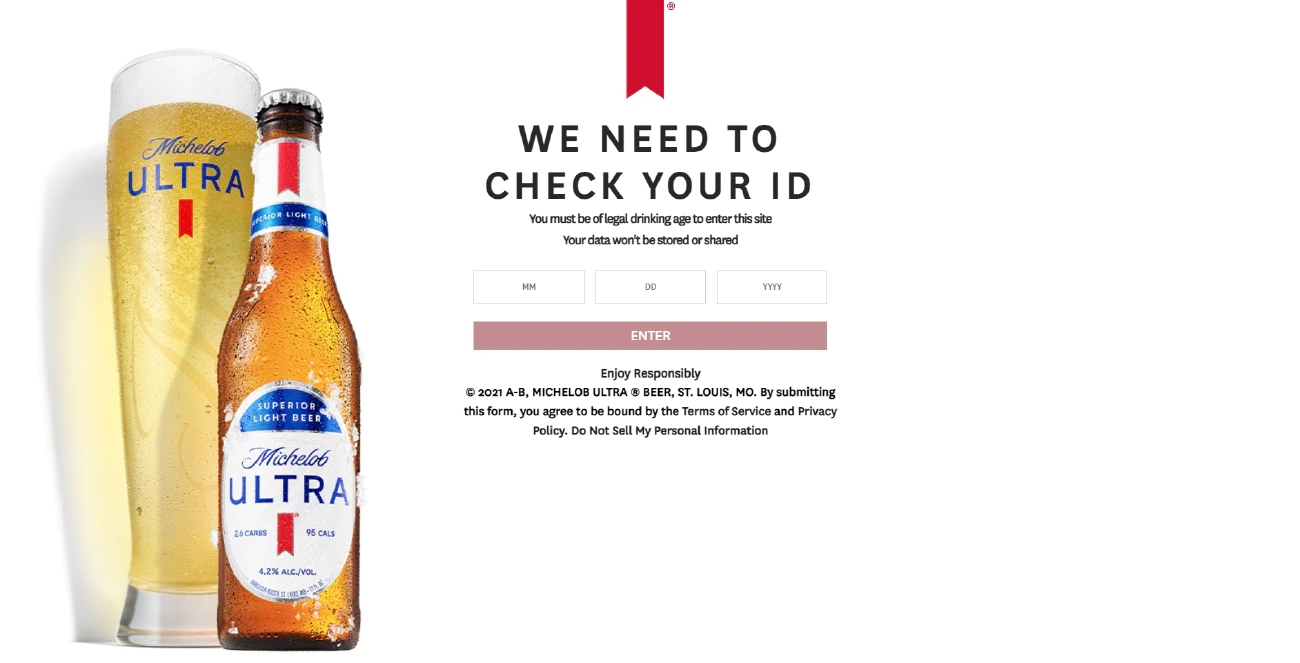 ®
WE NEED TO
CHECK YOUR ID
You must be of legal drinking age to enter this site
Your data won't be stored or shared
MM DD YYYY
ENTER
Enjoy Responsibly
© 2021 A-B, MICHELOB ULTRA ® BEER, ST. LOUIS, MO. By submitting
this form, you agree to be bound by the Terms of Service and Privacy
Policy. Do Not Sell My Personal Information
Michelob
ULTRA
SUPERIOR LIGHT BEER
SUPERIOR
LIGHT BEER
Michelob
ULTRA
2.6 CARBS 95 CALS
4.2% ALC./VOL.